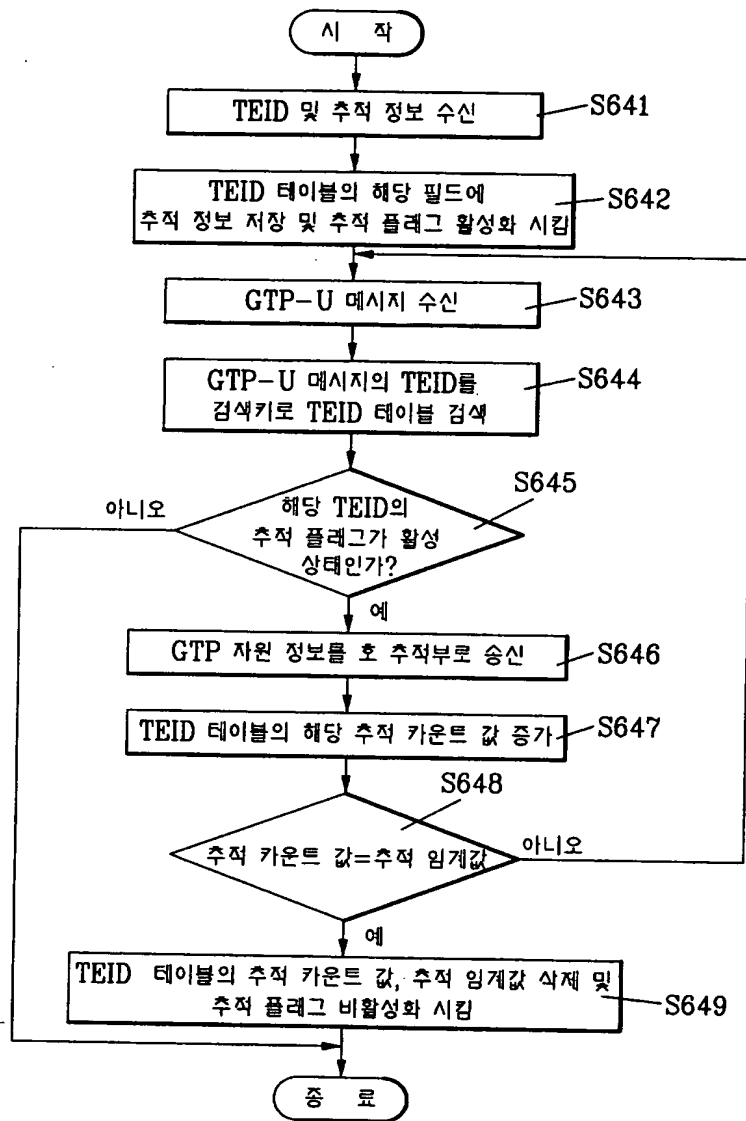 시 작
TEID 및 추적 정보 수신
S641
TEID 테이블의 해당 필드에
추적 정보 저장 및 추적 플래그 활성화 시킴
S642
GTP-U 메시지 수신
S643
GTP-U 메시지의 TEID를
검색키로 TEID 테이블 검색
S644
해당 TEID의
추적 플래그가 활성
상태인가?
S645
아니오
예
GTP 자원 정보를 호 추적부로 송신
S646
TEID 테이블의 해당 추적 카운트 값 증가
S647
추적 카운트 값=추적 임계값
S648
아니오
예
TEID 테이블의 추적 카운트 값, 추적 임계값 삭제 및
추적 플래그 비활성화 시킴
S649
종 료